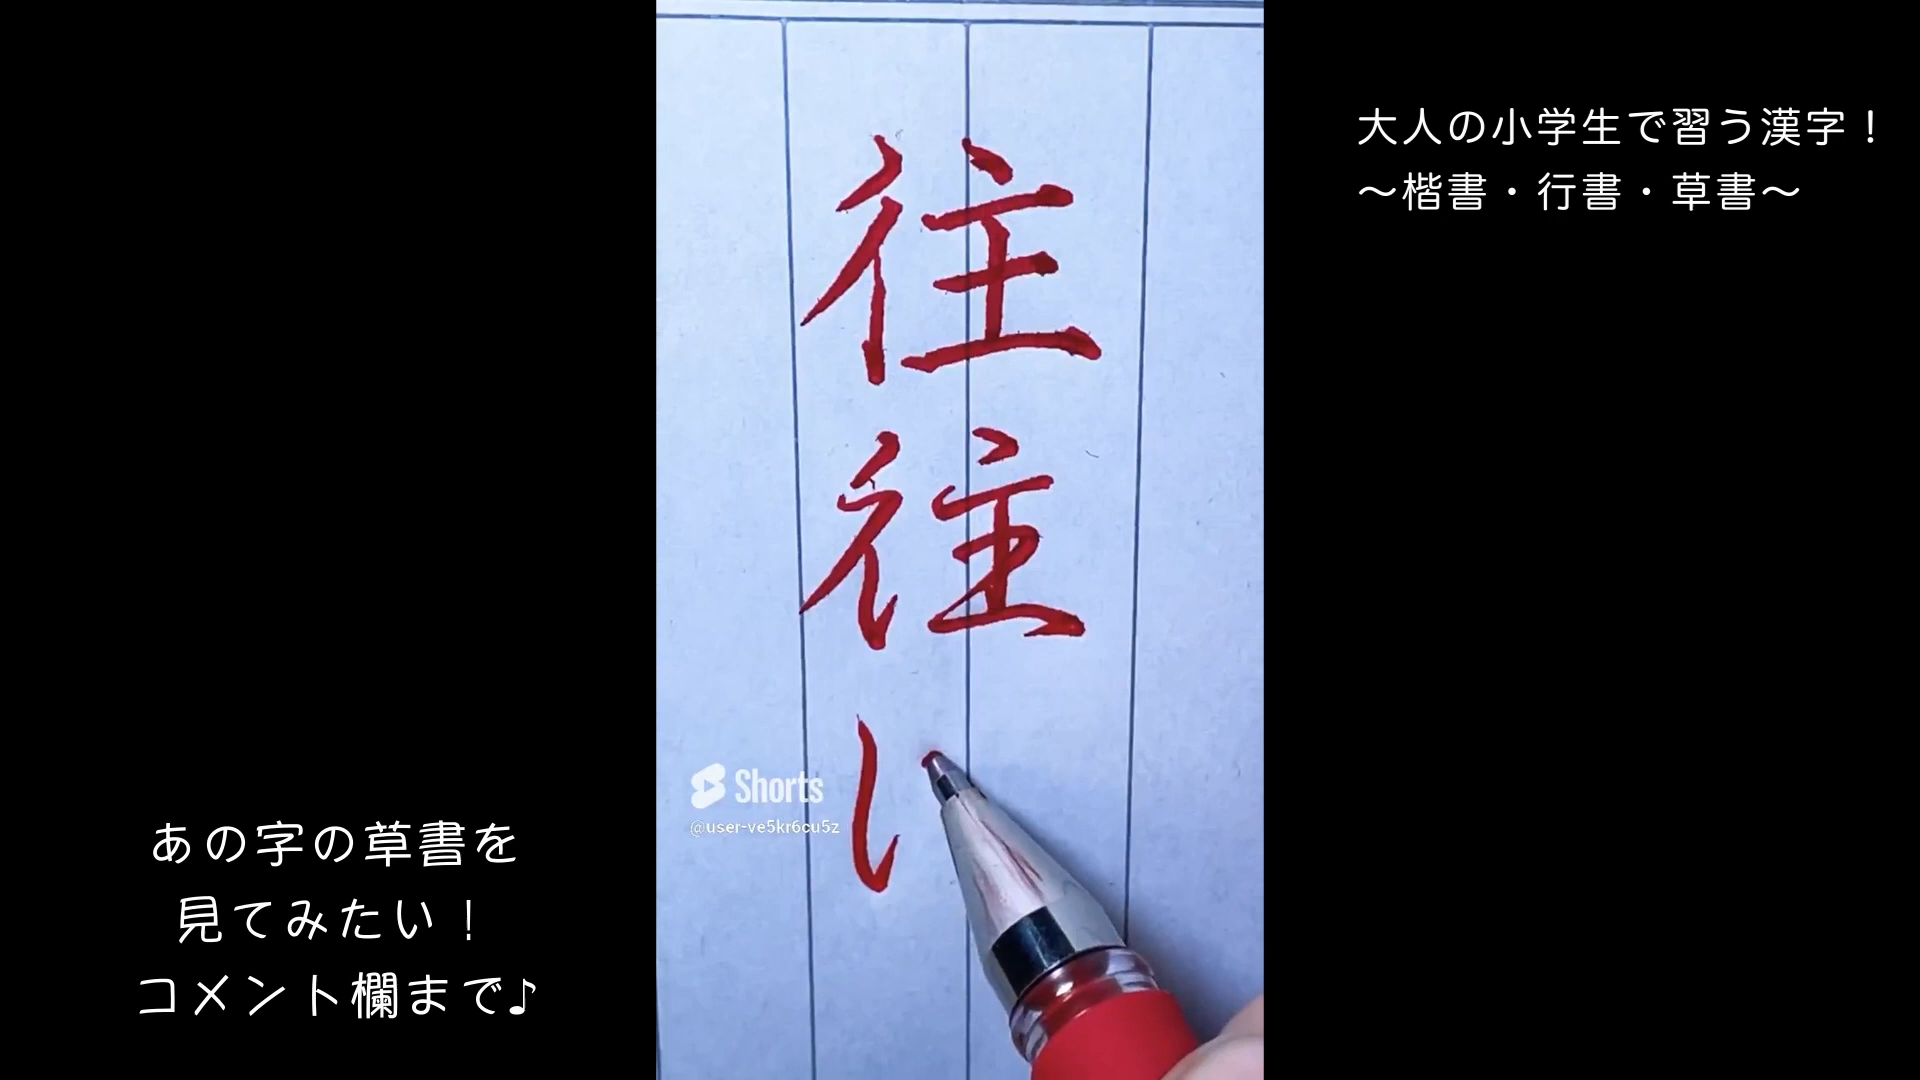 大人の小学生で習う漢字！
～楷書・行書・草書～
往
往
Shorts
@user-ve5kr6cu5z
あの字の草書を
見てみたい！
コメント欄まで♪